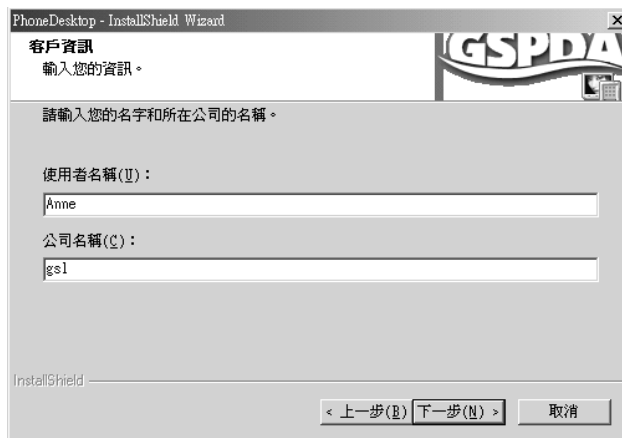 PhoneDesktop - InstallShield Wizard
客戶資訊
輸入您的資訊。
GSPDA
請輸入您的名字和所在公司的名稱。
使用者名稱(U)：
Anne
公司名稱(C)：
gsl
InstallShield
< 上一步(B) 下一步(N) > 取消